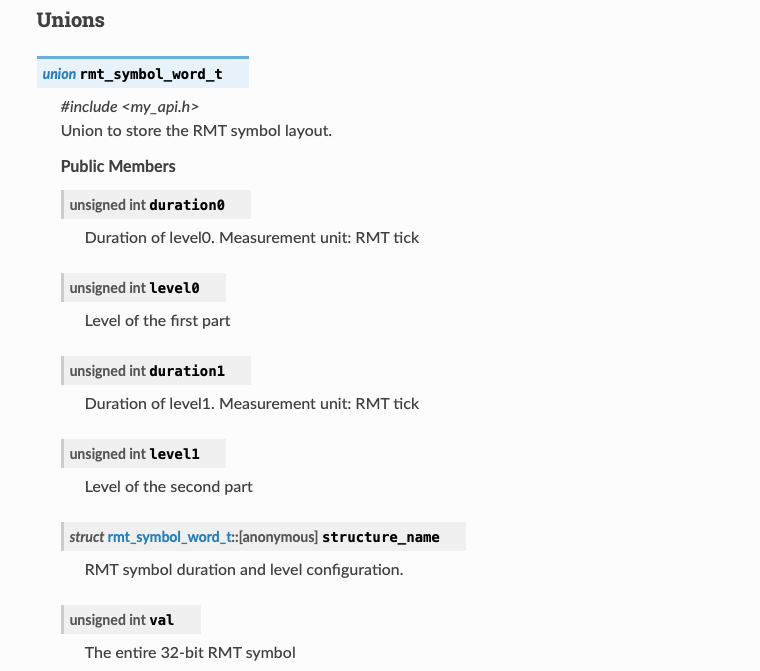 Unions
union rmt_symbol_word_t
#include <my_api.h>
Union to store the RMT symbol layout.
Public Members
unsigned int duration0
Duration of level0. Measurement unit: RMT tick
unsigned int level0
Level of the first part
unsigned int duration1
Duration of level1. Measurement unit: RMT tick
unsigned int level1
Level of the second part
struct rmt_symbol_word_t::[anonymous] structure_name
RMT symbol duration and level configuration.
unsigned int val
The entire 32-bit RMT symbol